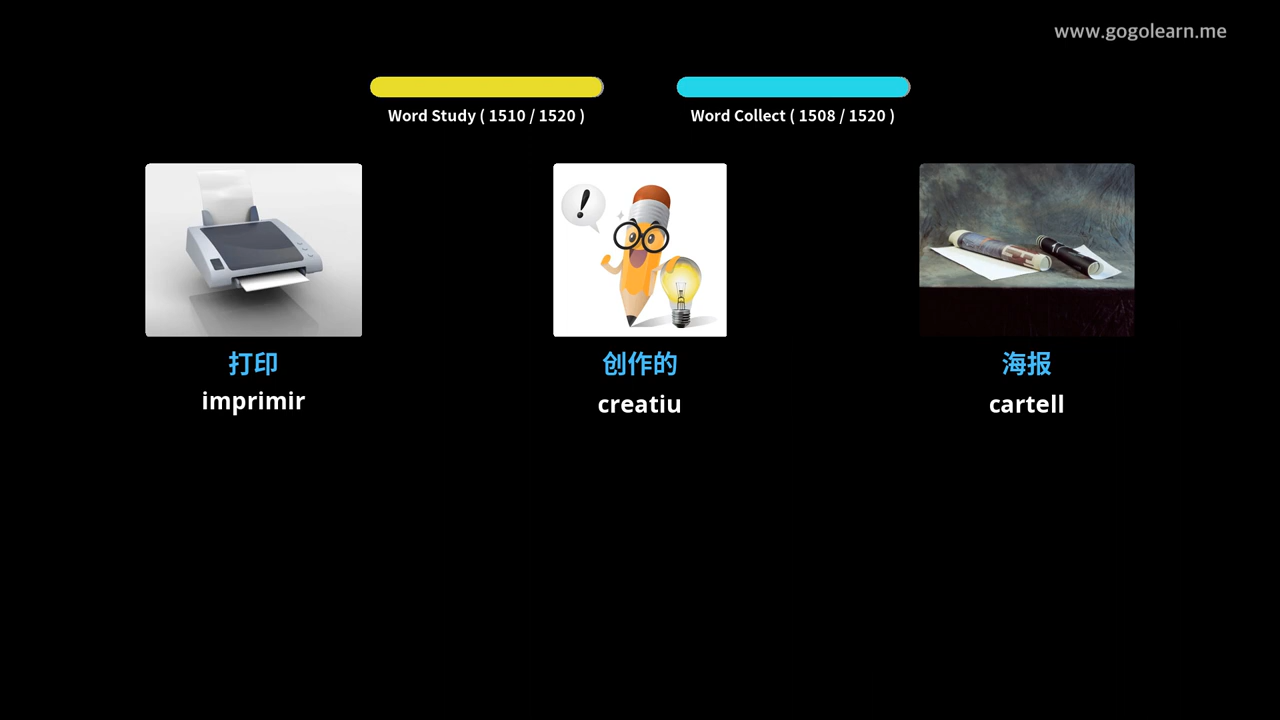 www.gogolearn.me
Word Study ( 1510 / 1520 )
Word Collect ( 1508 / 1520 )
打印
创作的
海报
imprimir
creatiu
cartell